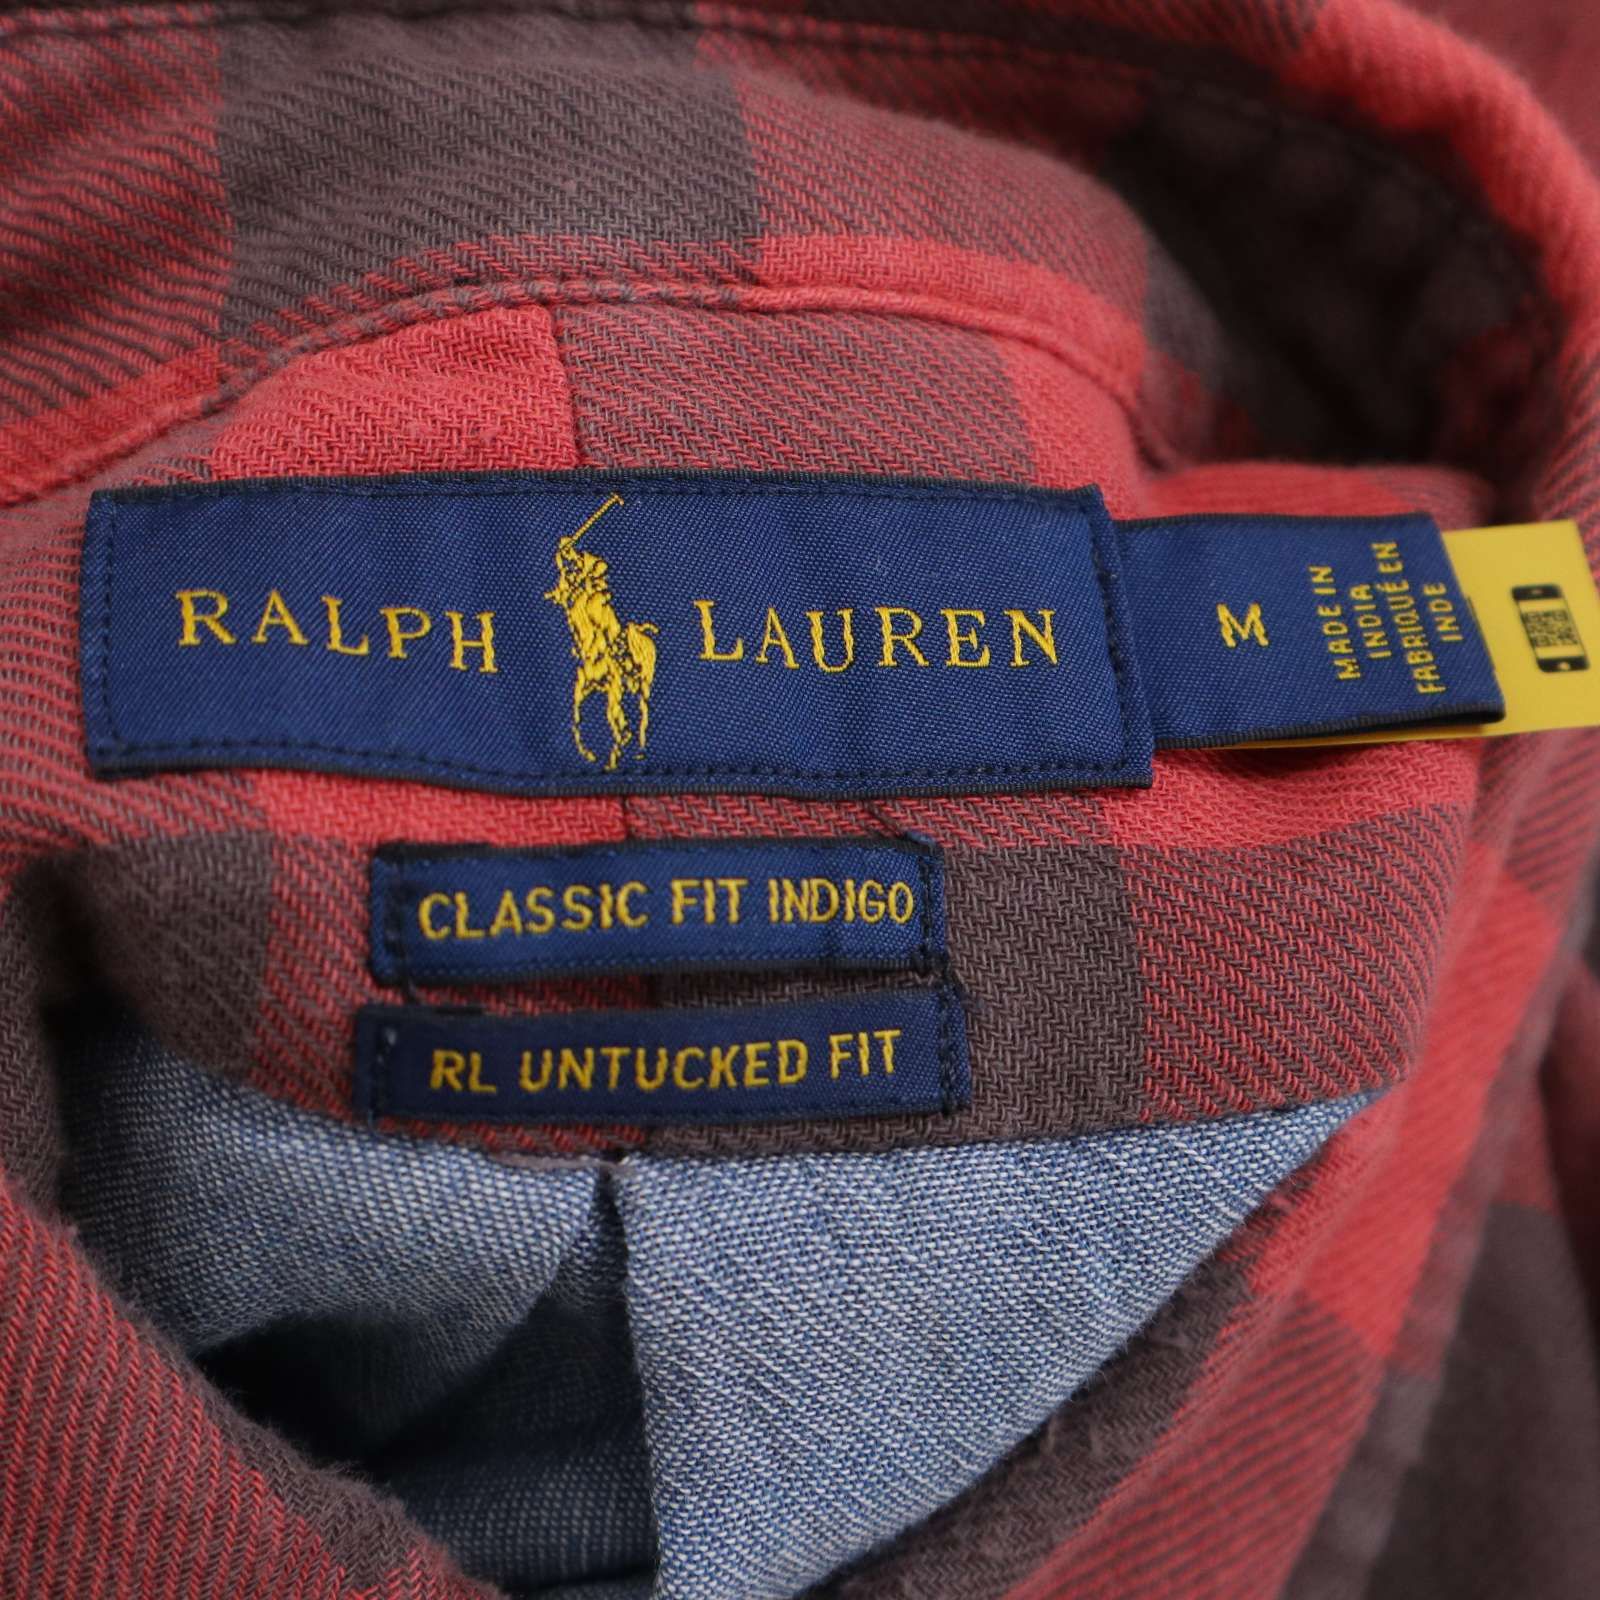 RALPH LAUREN
M
MADE IN
INDIA
FABRIQUÉ EN
INDE
CLASSIC FIT INDIGO
RL UNTUCKED FIT